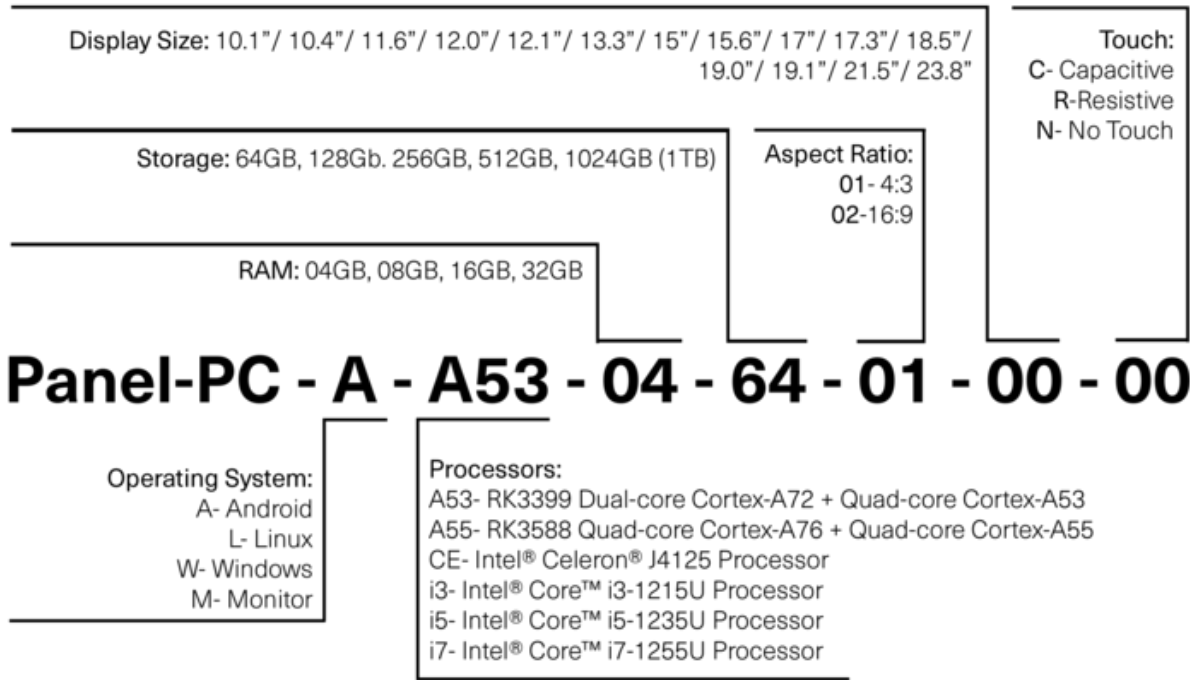 Display Size: 10.1”/ 10.4”/ 11.6”/ 12.0”/ 12.1”/ 13.3”/ 15”/ 15.6”/ 17”/ 17.3”/ 18.5”/
19.0”/ 19.1”/ 21.5”/ 23.8”
Touch:
C- Capacitive
R-Resistive
N- No Touch
Storage: 64GB, 128Gb. 256GB, 512GB, 1024GB (1TB)
Aspect Ratio:
01- 4:3
02-16:9
RAM: 04GB, 08GB, 16GB, 32GB
Panel-PC - A - A53 - 04 - 64 - 01 - 00 - 00
Operating System:
A- Android
L- Linux
W- Windows
M- Monitor
Processors:
A53- RK3399 Dual-core Cortex-A72 + Quad-core Cortex-A53
A55- RK3588 Quad-core Cortex-A76 + Quad-core Cortex-A55
CE- Intel® Celeron® J4125 Processor
i3- Intel® Core™ i3-1215U Processor
i5- Intel® Core™ i5-1235U Processor
i7- Intel® Core™ i7-1255U Processor